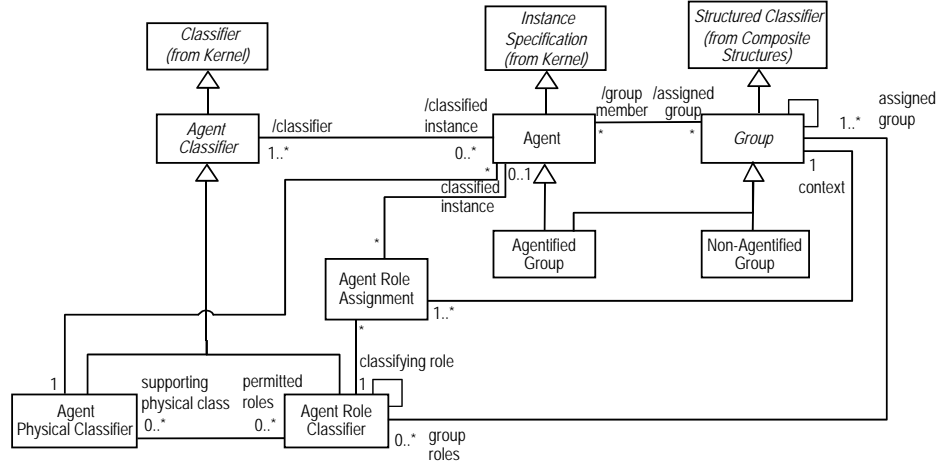 Classifier
(from Kernel)
Instance
Specification
(from Kernel)
Structured Classifier
(from Composite
Structures)
Agent
Classifier
/classifier
1..*
/classified
instance
0..*
Agent
/group
member
*
/assigned
group
*
Group
1..*
assigned
group
1
context
*
0..1
classified
instance
Agentified
Group
Non-Agentified
Group
*
Agent Role
Assignment
1..*
*
classifying role
1
1
supporting
physical class
0..*
permitted
roles
0..*
Agent
Physical Classifier
Agent Role
Classifier
0..*
group
roles